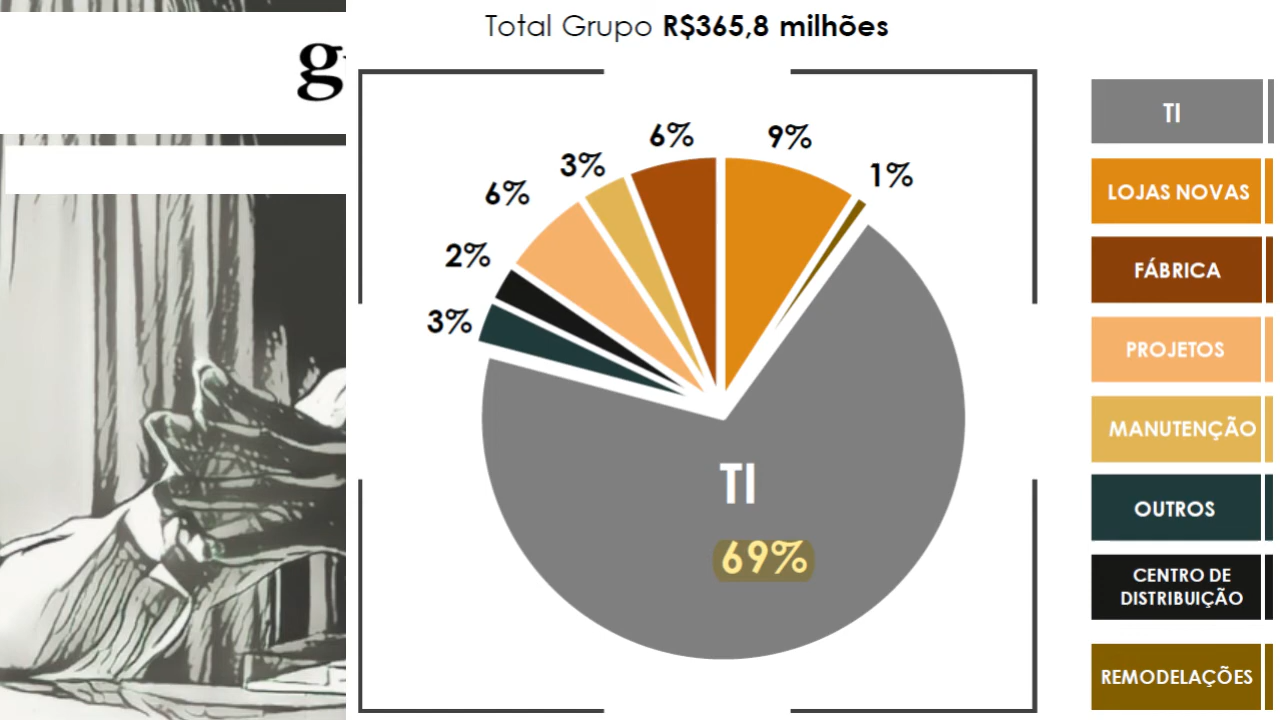 g
Total Grupo R$365,8 milhões
6%
9%
3%
1%
6%
2%
3%
TI
69%
TI
LOJAS NOVAS
FÁBRICA
PROJETOS
MANUTENÇÃO
OUTROS
CENTRO DE
DISTRIBUIÇÃO
REMODELAÇÕES